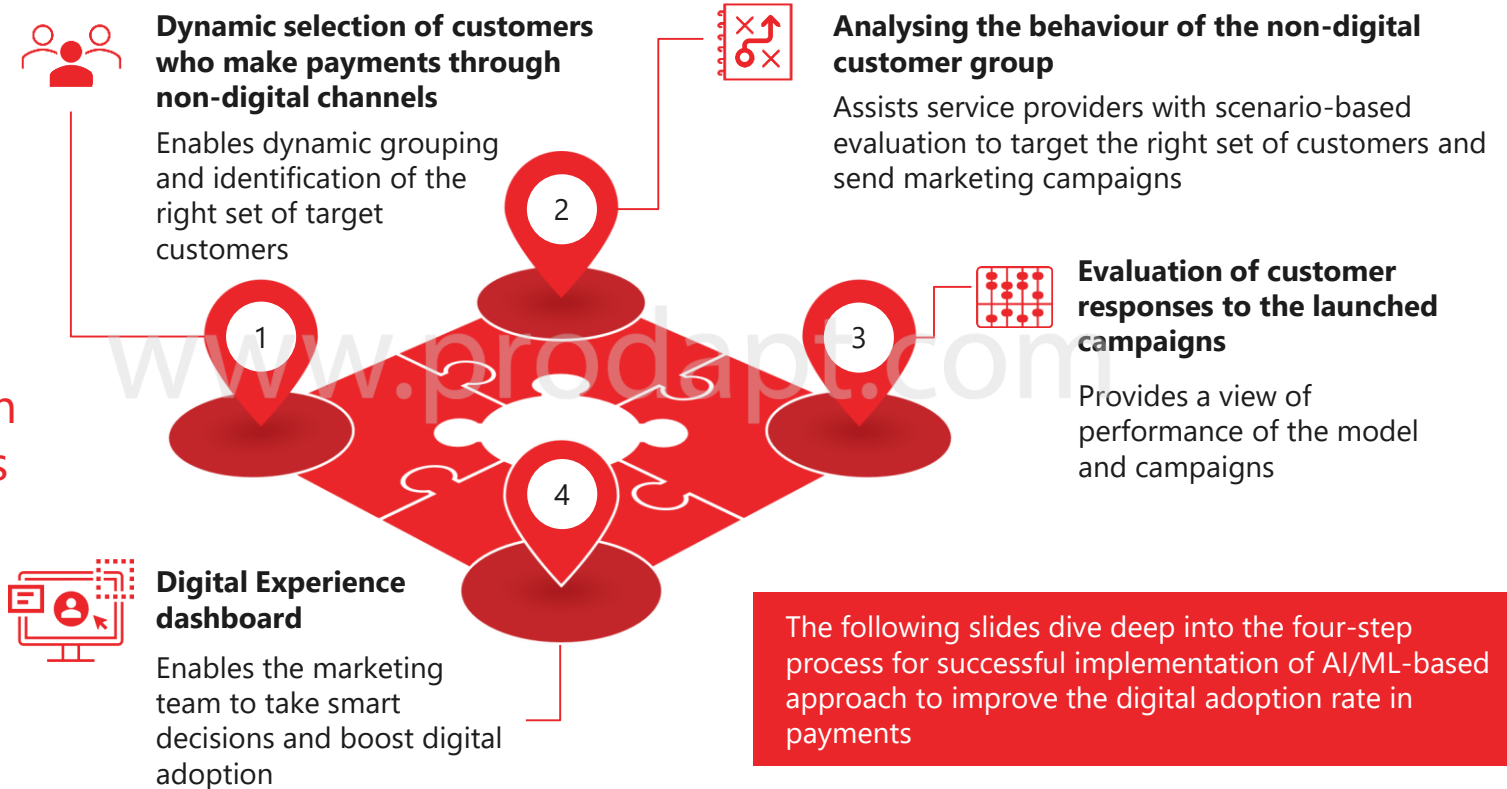 Dynamic selection of customers
who make payments through
non-digital channels
Enables dynamic grouping
and identification of the
right set of target
customers
1
2
Analysing the behaviour of the non-digital
customer group
Assists service providers with scenario-based
evaluation to target the right set of customers and
send marketing campaigns
3
Evaluation of customer
responses to the launched
campaigns
Provides a view of
performance of the model
and campaigns
www.prodapt.com
4
Digital Experience
dashboard
Enables the marketing
team to take smart
decisions and boost digital
adoption
The following slides dive deep into the four-step
process for successful implementation of AI/ML-based
approach to improve the digital adoption rate in
payments